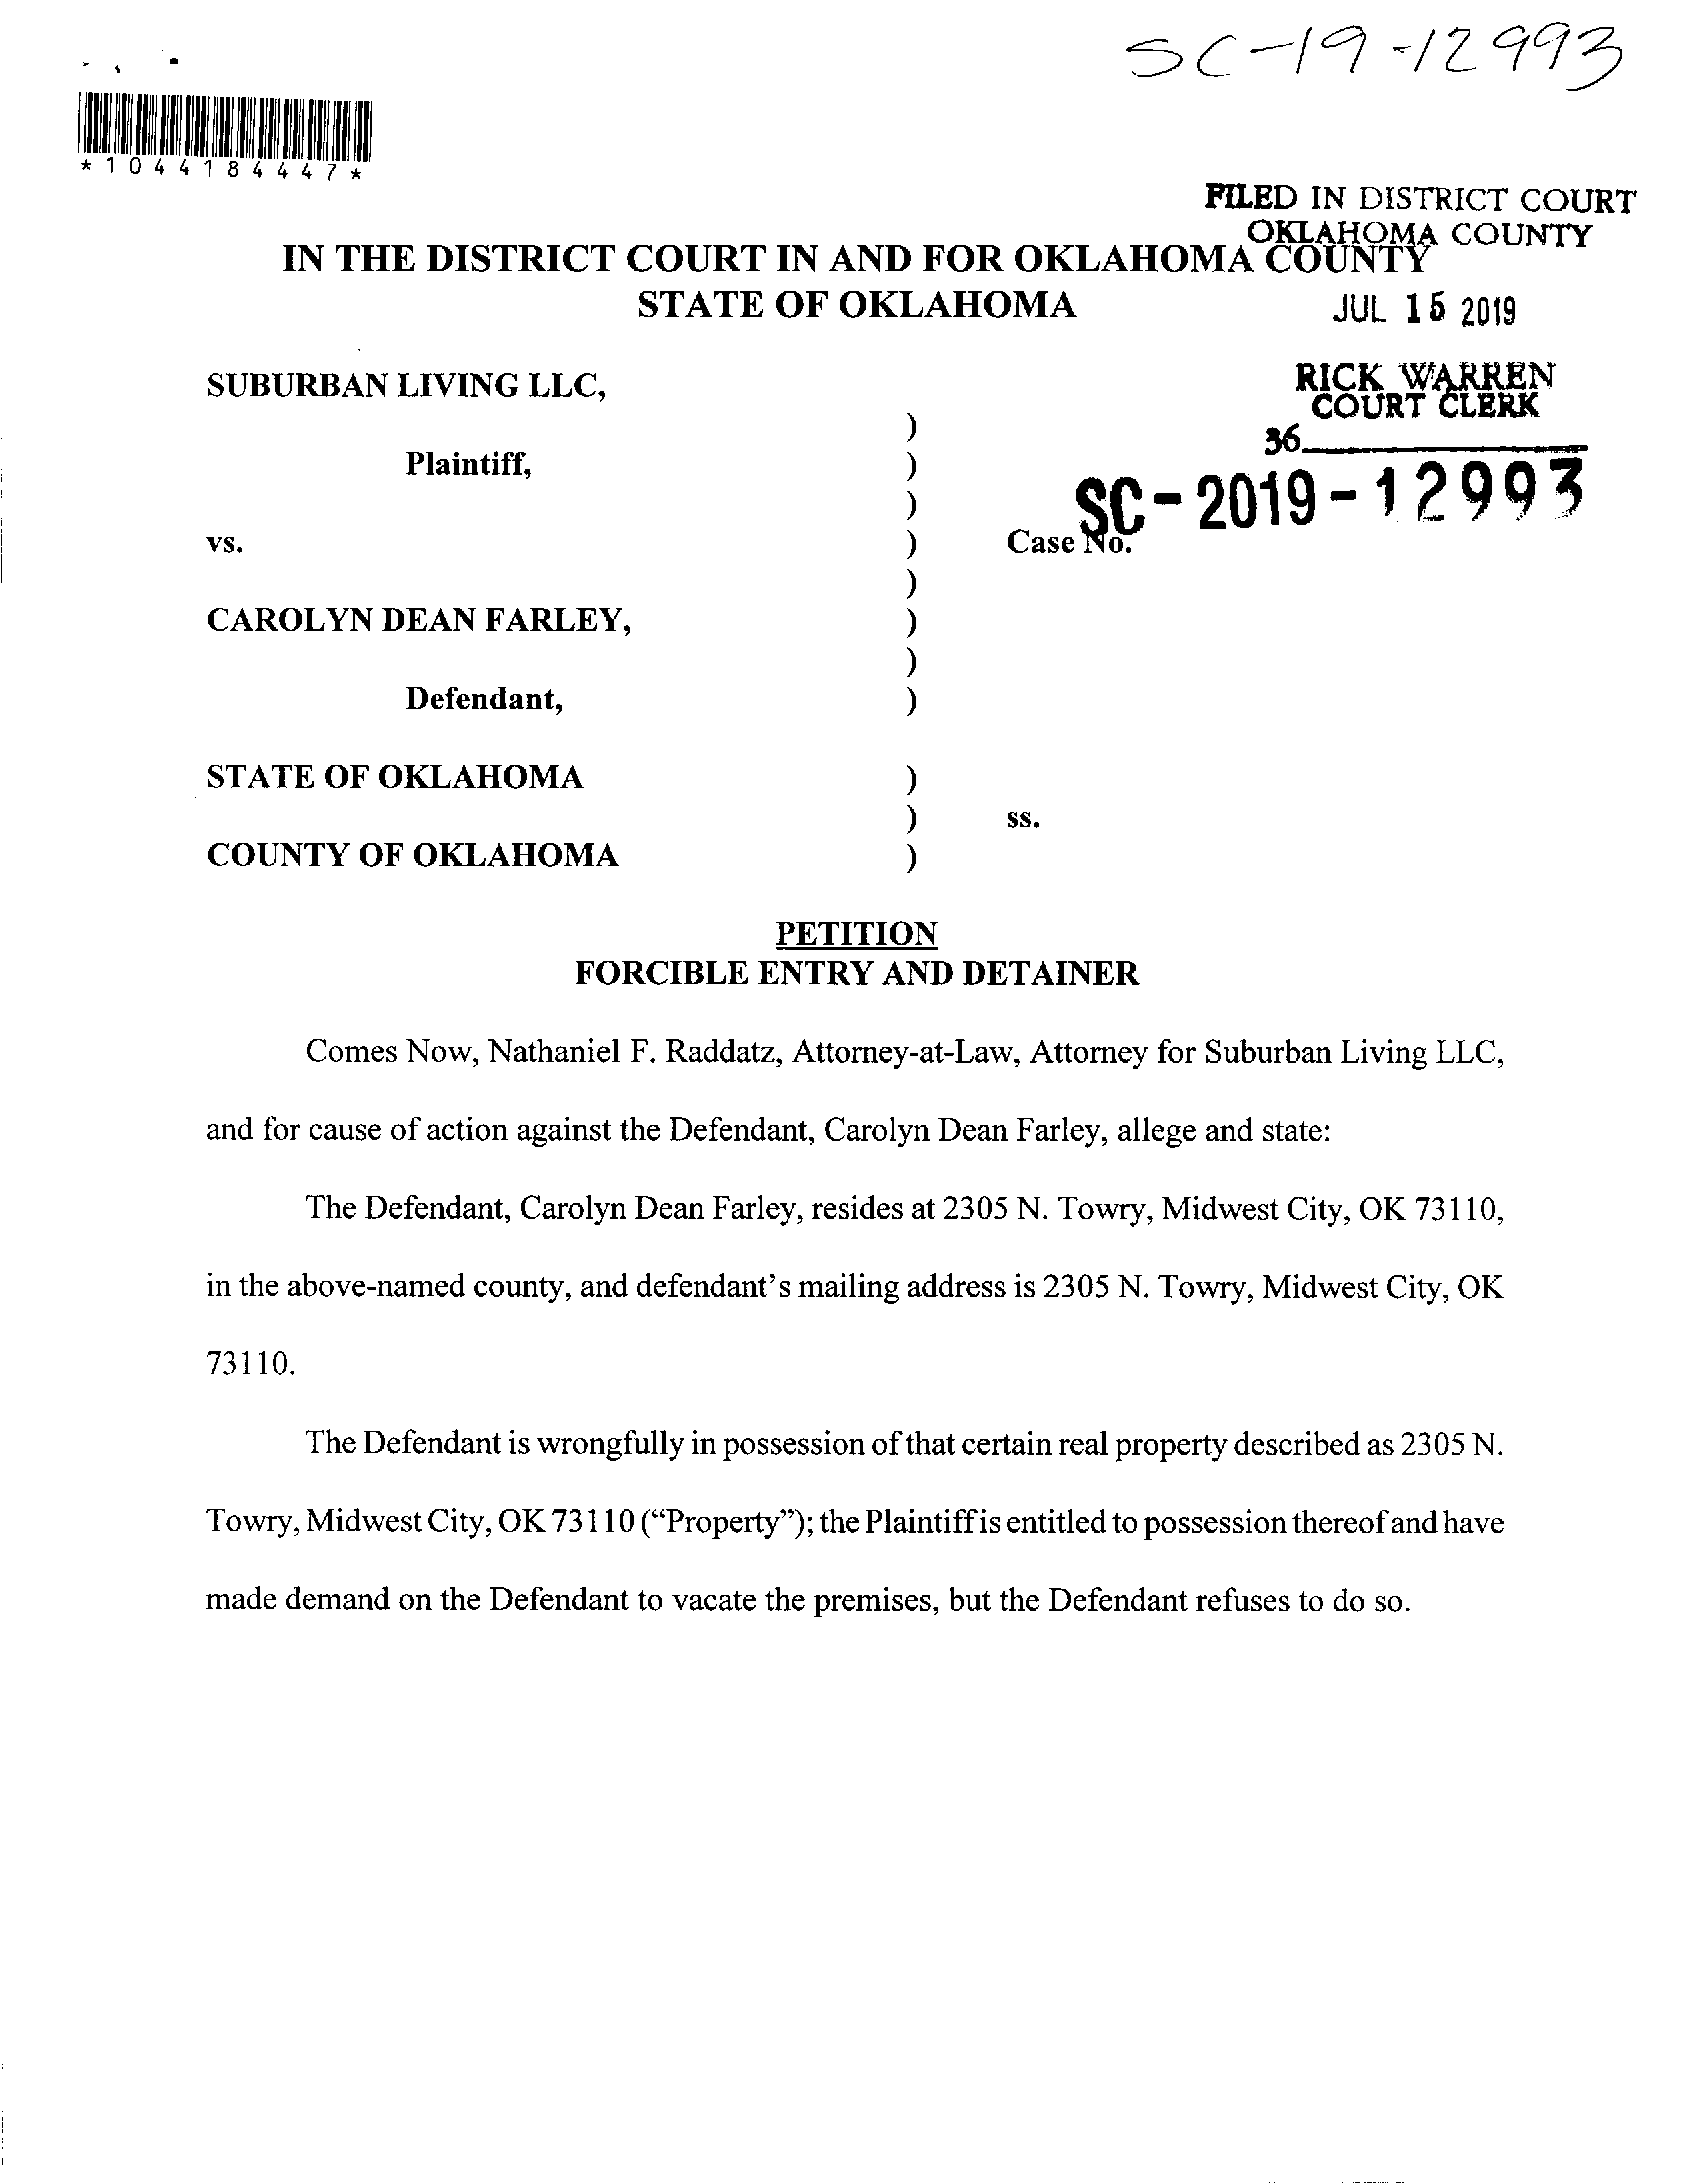 SC-19-12993
*1044184447*
FILED IN DISTRICT COURT
OKLAHOMA COUNTY
IN THE DISTRICT COURT IN AND FOR OKLAHOMA COUNTY
STATE OF OKLAHOMA
JUL 15 2019
SUBURBAN LIVING LLC,
RICK WARREN
COURT CLERK
)
36
Plaintiff, )
)
SC-2019-12993
vs. ) Case No.
)
CAROLYN DEAN FARLEY, )
)
Defendant, )
STATE OF OKLAHOMA )
) ss.
COUNTY OF OKLAHOMA )
PETITION
FORCIBLE ENTRY AND DETAINER
Comes Now, Nathaniel F. Raddatz, Attorney-at-Law, Attorney for Suburban Living LLC,
and for cause of action against the Defendant, Carolyn Dean Farley, allege and state:
The Defendant, Carolyn Dean Farley, resides at 2305 N. Towry, Midwest City, OK 73110,
in the above-named county, and defendant's mailing address is 2305 N. Towry, Midwest City, OK
73110.
The Defendant is wrongfully in possession of that certain real property described as 2305 N.
Towry, Midwest City, OK 73110 (“Property”); the Plaintiff is entitled to possession thereof and have
made demand on the Defendant to vacate the premises, but the Defendant refuses to do so.